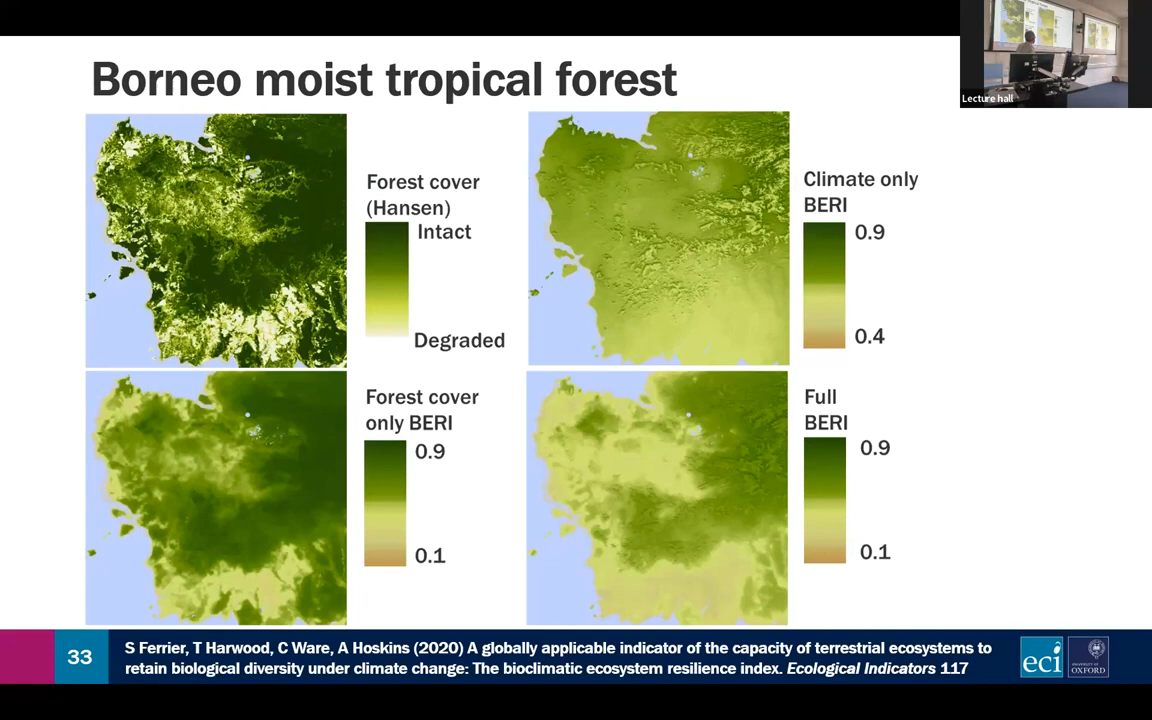 Borneo moist tropical forest
Lecture hall
Forest cover
(Hansen)
Intact
Degraded
Climate only
BERI
0.9
0.4
Forest cover
only BERI
0.9
0.1
Full
BERI
0.9
0.1
33
S Ferrier, T Harwood, C Ware, A Hoskins (2020) A globally applicable indicator of the capacity of terrestrial ecosystems to
retain biological diversity under climate change: The bioclimatic ecosystem resilience index. Ecological Indicators 117
eci
UNIVERSITY OF
OXFORD